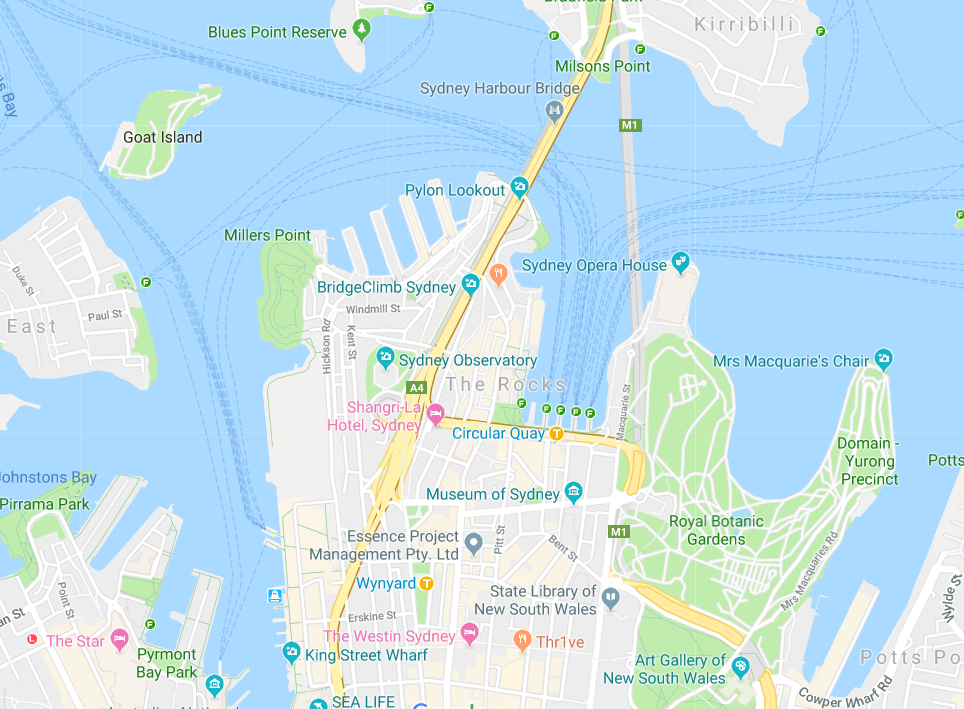 Bradfield Park
Kirribilli
Blues Point Reserve
Milsons Point
Sydney Harbour Bridge
M1
Goat Island
Pylon Lookout
Millers Point
Sydney Opera House
BridgeClimb Sydney
Duke St
Paul St
East
Windmill St
Hickson Rd
Kent St
Sydney Observatory
Mrs Macquarie's Chair
A4
The Rocks
Shangri-La
Hotel, Sydney
Macquarie St
Circular Quay
T
Domain -
Yurong
Precinct
Potts
Johnstons Bay
Pirrama Park
Museum of Sydney
Royal Botanic
Gardens
M1
Essence Project
Management Pty. Ltd
Pitt St
Bent St
Wynyard
T
State Library of
New South Wales
Mrs Macquaries Rd
Wylde St
Point St
Erskine St
The Star
L
The Westin Sydney
Thr1ve
Pyrmont
Bay Park
King Street Wharf
Art Gallery of
New South Wales
Potts Po
Cowper Wharf Rd
SEA LIFE